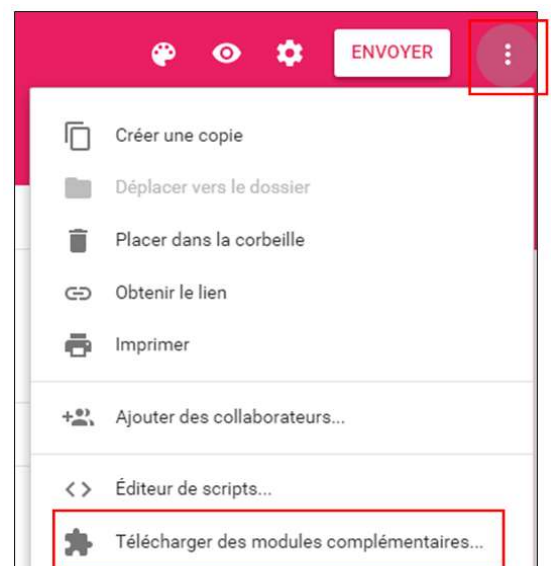 ENVOYER
Créer une copie
Déplacer vers le dossier
Placer dans la corbeille
Obtenir le lien
Imprimer
Ajouter des collaborateurs...
Éditeur de scripts...
Télécharger des modules complémentaires...